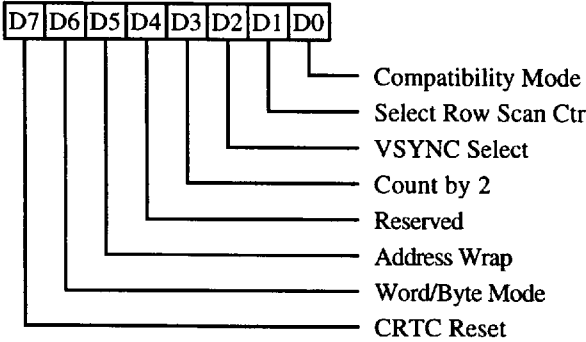 D7 D6 D5 D4 D3 D2 D1 D0
Compatibility Mode
Select Row Scan Ctr
VSYNC Select
Count by 2
Reserved
Address Wrap
Word/Byte Mode
CRTC Reset